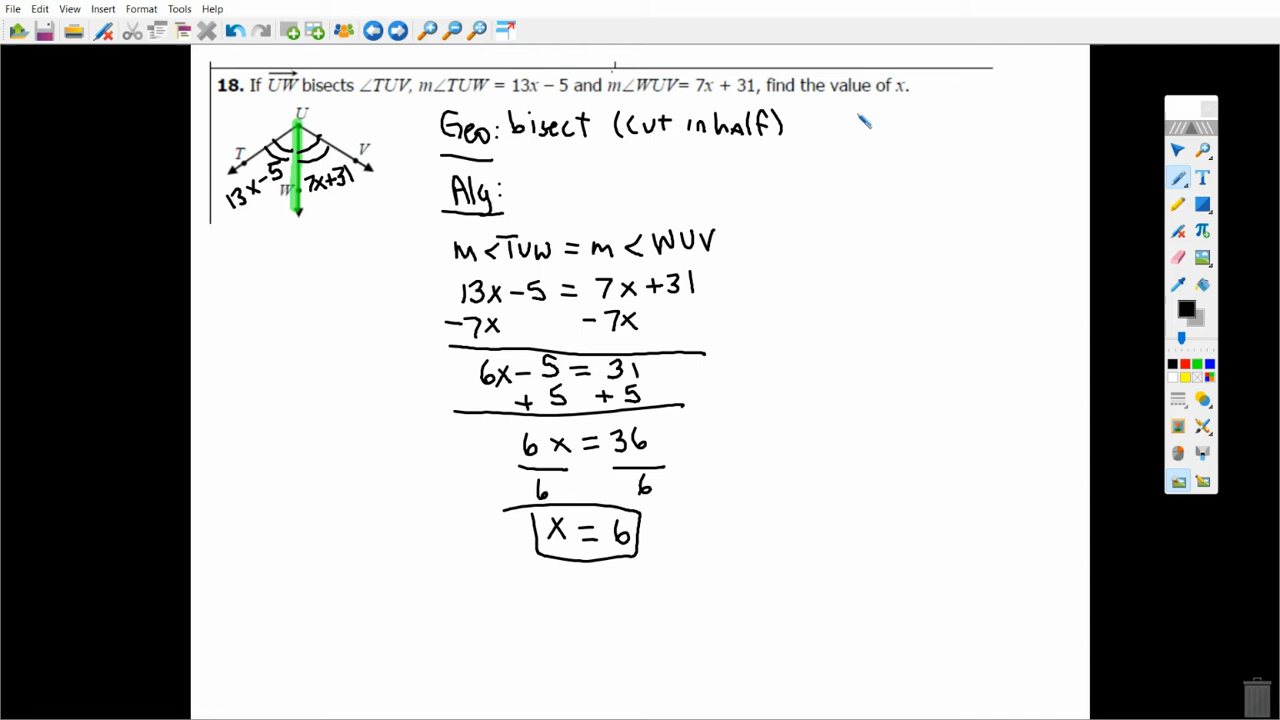 File Edit View Insert Format Tools Help
18. If UW bisects ∠TUV, m∠TUW = 13x − 5 and m∠WUV= 7x + 31, find the value of x.
U
T
V
W
13x-5
7x+31
Geo: bisect (cut in half)
Alg:
m<TUW = m<WUV
13x-5 = 7x+31
-7x -7x
6x-5 = 31
+5 +5
6x = 36
6 6
x = 6
T
π